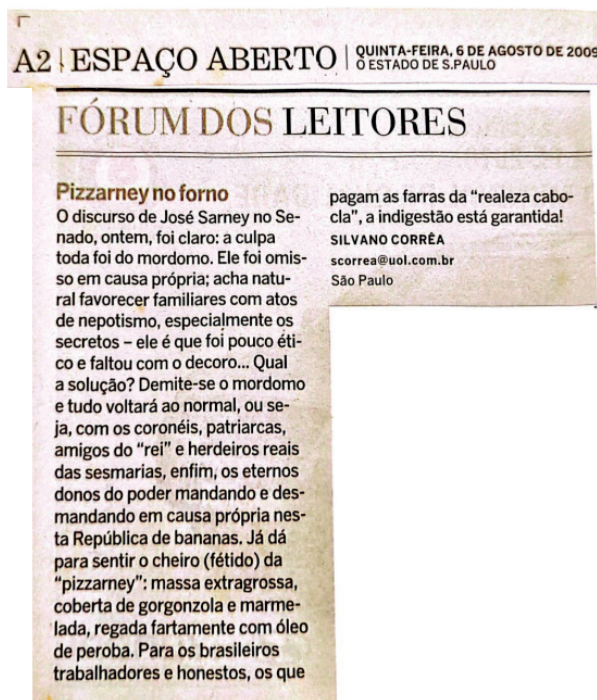 A2 | ESPAÇO ABERTO | QUINTA-FEIRA, 6 DE AGOSTO DE 2009
O ESTADO DE S.PAULO
FÓRUM DOS LEITORES
Pizzarney no forno
O discurso de José Sarney no Se-
nado, ontem, foi claro: a culpa
toda foi do mordomo. Ele foi omis-
so em causa própria; acha natu-
ral favorecer familiares com atos
de nepotismo, especialmente os
secretos – ele é que foi pouco éti-
co e faltou com o decoro... Qual
a solução? Demite-se o mordomo
e tudo voltará ao normal, ou se-
ja, com os coronéis, patriarcas,
amigos do “rei” e herdeiros reais
das sesmarias, enfim, os eternos
donos do poder mandando e des-
mandando em causa própria nes-
ta República de bananas. Já dá
para sentir o cheiro (fétido) da
“pizzarney”: massa extragrossa,
coberta de gorgonzola e marme-
lada, regada fartamente com óleo
de peroba. Para os brasileiros
trabalhadores e honestos, os que
pagam as farras da “realeza cabo-
cla”, a indigestão está garantida!
SILVANO CORRÊA
scorrea@uol.com.br
São Paulo